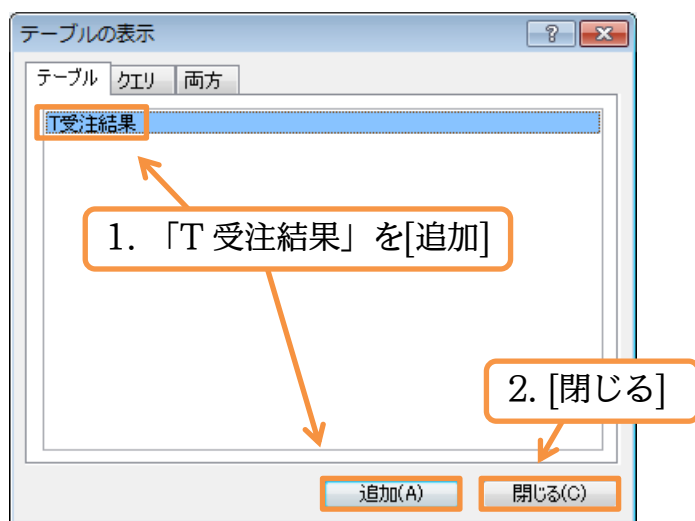 テーブルの表示
テーブル クエリ 両方
T受注結果
1. 「T 受注結果」を[追加]
2. [閉じる]
追加(A) 閉じる(C)